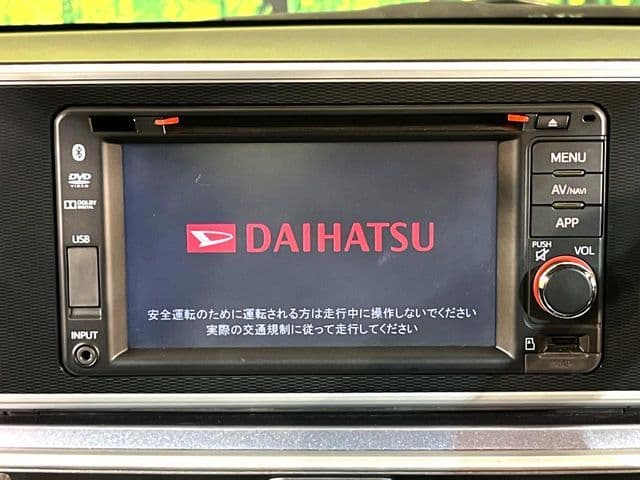 MENU
AV/NAVI
APP
DVD
VIDEO
DOLBY
DIGITAL
USB
INPUT
PUSH
VOL
DAIHATSU
安全運転のために運転される方は走行中に操作しないでください
実際の交通規制に従って走行してください